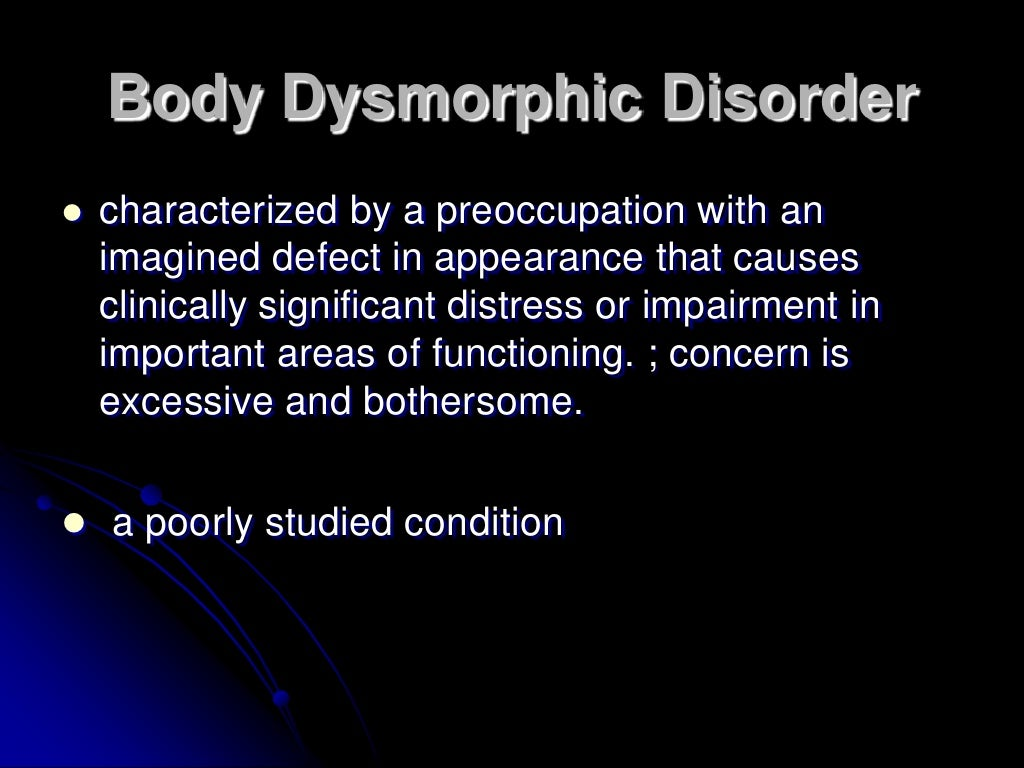 Body Dysmorphic Disorder
characterized by a preoccupation with an
imagined defect in appearance that causes
clinically significant distress or impairment in
important areas of functioning. ; concern is
excessive and bothersome.
a poorly studied condition